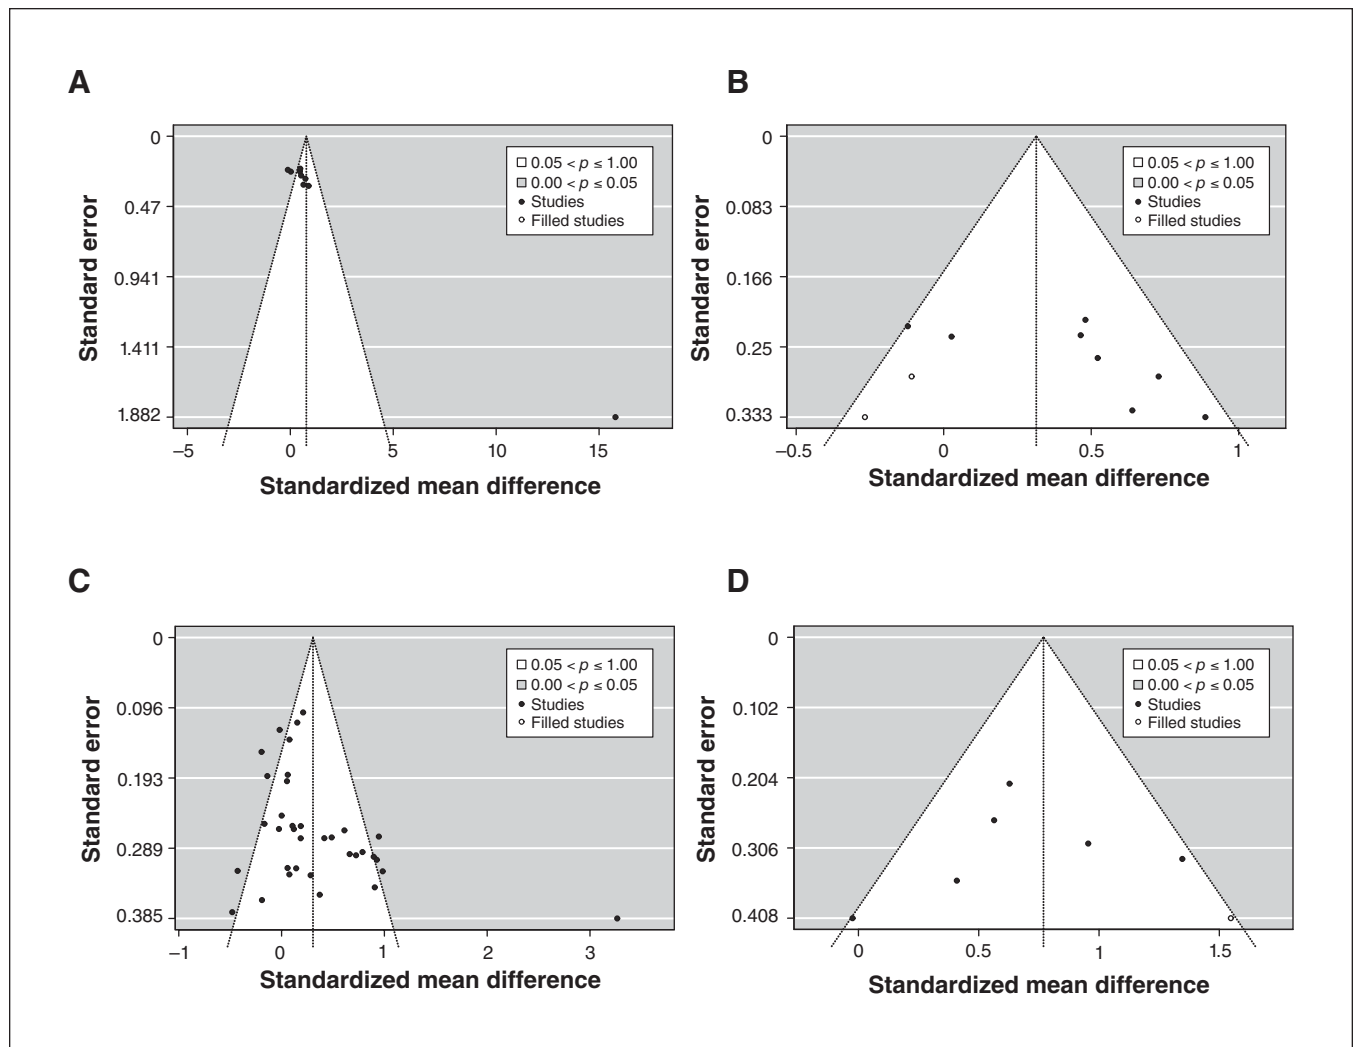 A
0
0.47
0.941
1.411
1.882
Standard error
0.05 < p ≤ 1.00
0.00 < p ≤ 0.05
Studies
Filled studies
−5
0
5
10
15
Standardized mean difference
B
0
0.083
0.166
0.25
0.333
Standard error
0.05 < p ≤ 1.00
0.00 < p ≤ 0.05
Studies
Filled studies
−0.5
0
0.5
1
Standardized mean difference
C
0
0.096
0.193
0.289
0.385
Standard error
0.05 < p ≤ 1.00
0.00 < p ≤ 0.05
Studies
Filled studies
−1
0
1
2
3
Standardized mean difference
D
0
0.102
0.204
0.306
0.408
Standard error
0.05 < p ≤ 1.00
0.00 < p ≤ 0.05
Studies
Filled studies
0
0.5
1
1.5
Standardized mean difference